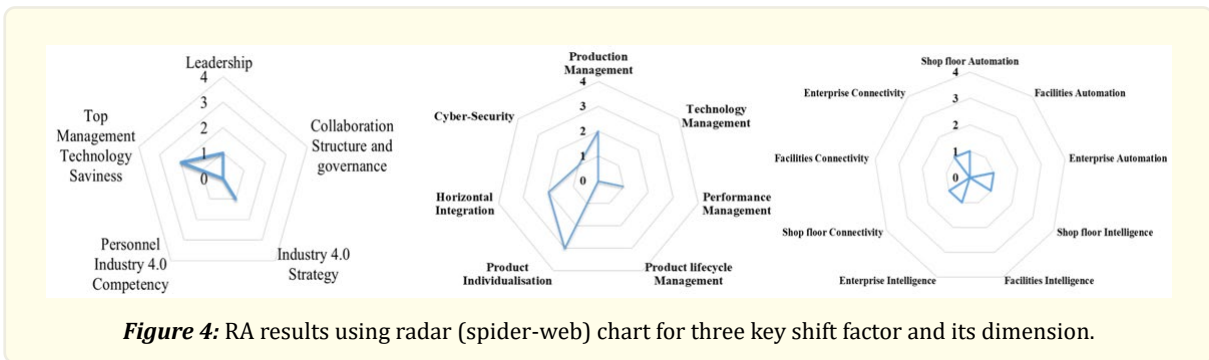 Leadership
4
3
2
1
0
Top
Management
Technology
Saviness
Collaboration
Structure and
governance
Personnel
Industry 4.0
Competency
Industry 4.0
Strategy
Production
Management
4
3
2
1
0
Cyber-Security
Technology
Management
Horizontal
Integration
Performance
Management
Product
Individualisation
Product lifecycle
Management
Shop floor Automation
4
3
2
1
0
Enterprise Connectivity
Facilities Automation
Facilities Connectivity
Enterprise Automation
Shop floor Connectivity
Shop floor Intelligence
Enterprise Intelligence
Facilities Intelligence
Figure 4: RA results using radar (spider-web) chart for three key shift factor and its dimension.